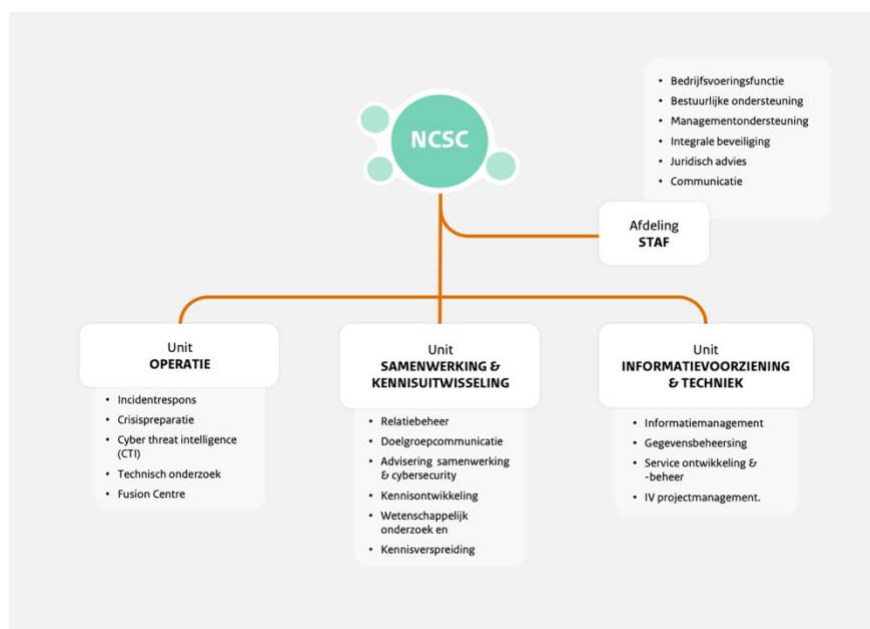 NCSC
• Bedrijfsvoeringsfunctie
• Bestuurlijke ondersteuning
• Managementondersteuning
• Integrale beveiliging
• Juridisch advies
• Communicatie
Afdeling
STAF
Unit
OPERATIE
• Incidentrespons
• Crisispreparatie
• Cyber threat intelligence
(CTI)
• Technisch onderzoek
• Fusion Centre
Unit
SAMENWERKING &
KENNISUITWISSELING
• Relatiebeheer
• Doelgroepcommunicatie
• Advisering samenwerking
& cybersecurity
• Kennisontwikkeling
• Wetenschappelijk
onderzoek en
• Kennisverspreiding
Unit
INFORMATIEVOORZIENING
& TECHNIEK
• Informatiemanagement
• Gegevensbeheersing
• Service ontwikkeling &
-beheer
• IV projectmanagement.